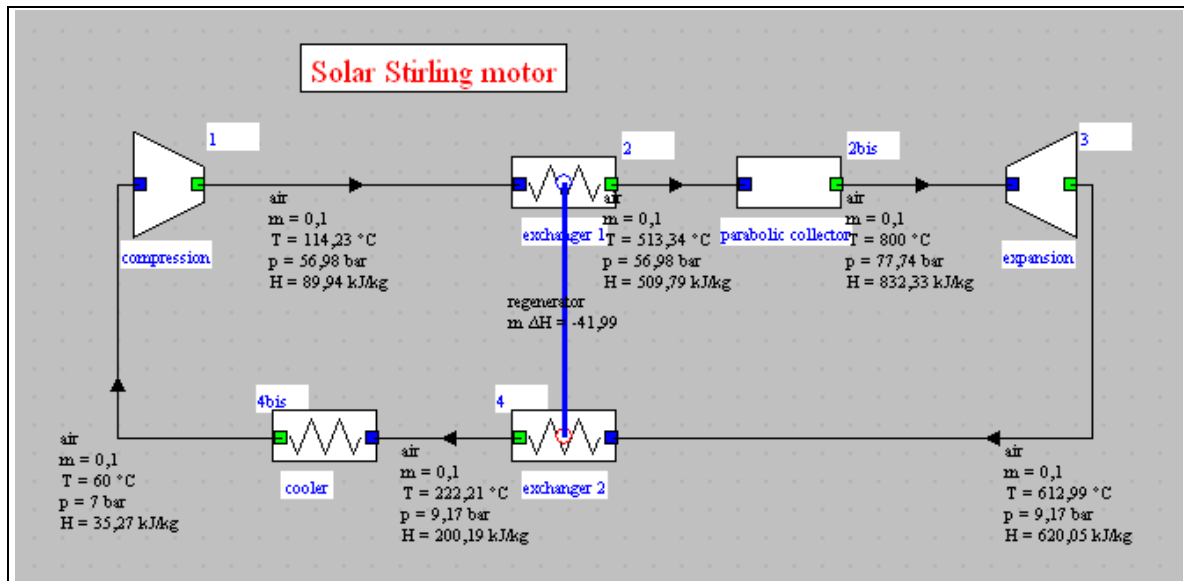 Solar Stirling motor
1
compression
air
m = 0,1
T = 114,23 °C
p = 56,98 bar
H = 89,94 kJ/kg
2
exchanger 1
air
m = 0,1
T = 513,34 °C
p = 56,98 bar
H = 509,79 kJ/kg
2bis
parabolic collector
air
m = 0,1
T = 800 °C
p = 77,74 bar
H = 832,33 kJ/kg
3
expansion
regenerator
m ΔH = -41,99
4bis
cooler
air
m = 0,1
T = 60 °C
p = 7 bar
H = 35,27 kJ/kg
4
exchanger 2
air
m = 0,1
T = 222,21 °C
p = 9,17 bar
H = 200,19 kJ/kg
air
m = 0,1
T = 612,99 °C
p = 9,17 bar
H = 620,05 kJ/kg